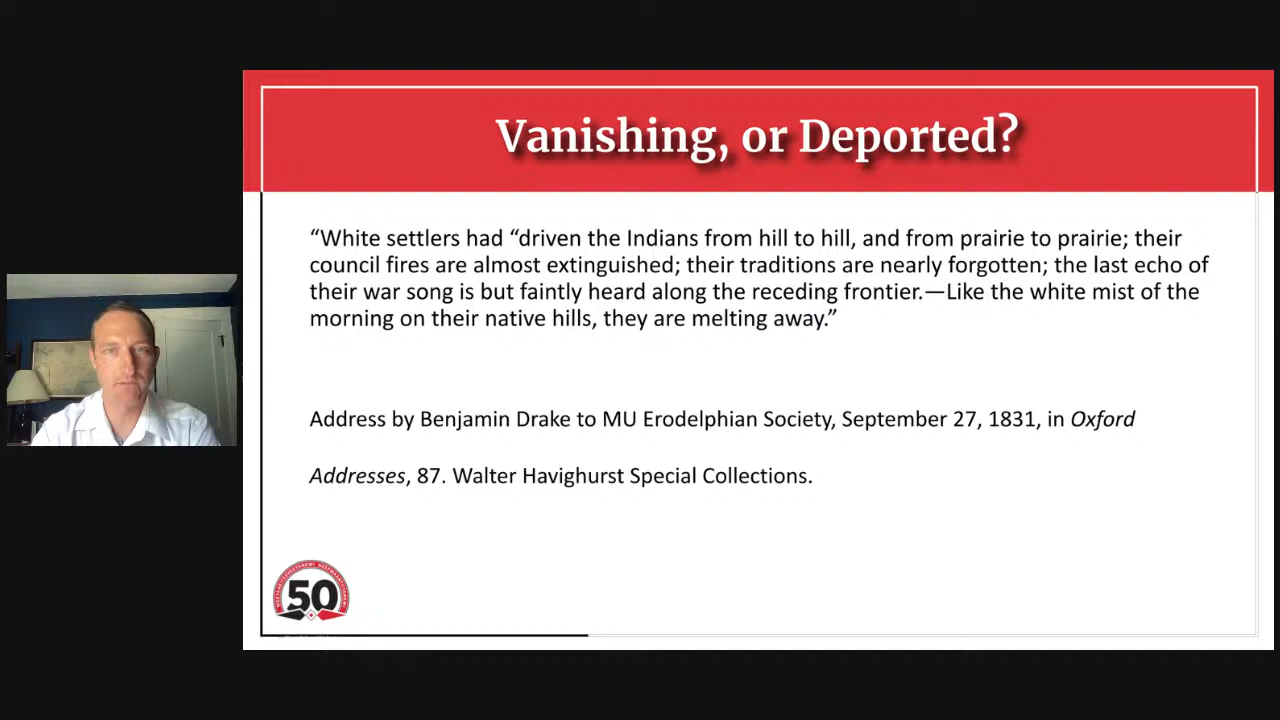 Vanishing, or Deported?
“White settlers had “driven the Indians from hill to hill, and from prairie to prairie; their
council fires are almost extinguished; their traditions are nearly forgotten; the last echo of
their war song is but faintly heard along the receding frontier.—Like the white mist of the
morning on their native hills, they are melting away.”
Address by Benjamin Drake to MU Erodelphian Society, September 27, 1831, in Oxford
Addresses, 87. Walter Havighurst Special Collections.
50